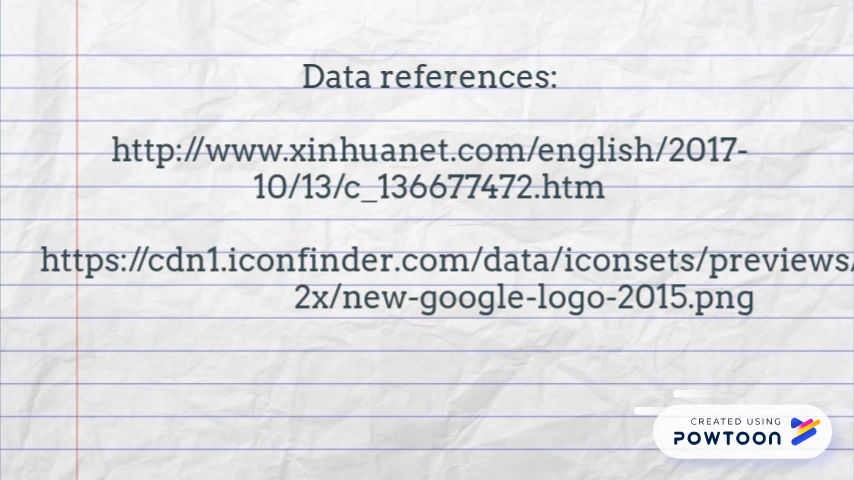 Data references:
http://www.xinhuanet.com/english/2017-
10/13/c_136677472.htm
https://cdn1.iconfinder.com/data/iconsets/previews/
2x/new-google-logo-2015.png
CREATED USING
POWTOON